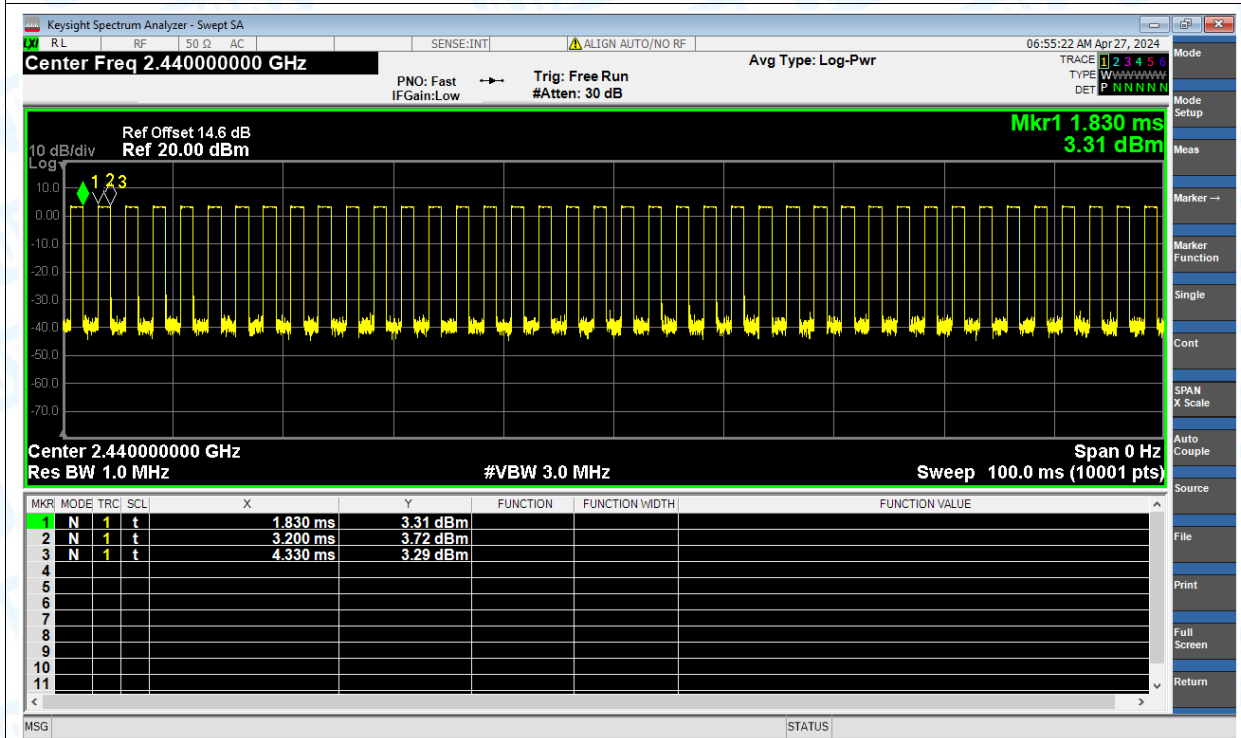 Keysight Spectrum Analyzer - Swept SA
LXI RL RF 50 Ω AC SENSE:INT ALIGN AUTO/NO RF 06:55:22 AM Apr 27, 2024
Center Freq 2.440000000 GHz
PNO: Fast
IFGain:Low
Trig: Free Run
#Atten: 30 dB
Avg Type: Log-Pwr
TRACE 1 2 3 4 5 6
TYPE WWWWWW
DET P N N N N N
Mkr1 1.830 ms
3.31 dBm
Ref Offset 14.6 dB
10 dB/div Ref 20.00 dBm
Log
1 2 3
10.0
0.00
-10.0
-20.0
-30.0
-40.0
-50.0
-60.0
-70.0
Center 2.440000000 GHz Span 0 Hz
Res BW 1.0 MHz #VBW 3.0 MHz Sweep 100.0 ms (10001 pts)
MKR MODE TRC SCL X Y FUNCTION FUNCTION WIDTH FUNCTION VALUE
1 N 1 t 1.830 ms 3.31 dBm
2 N 1 t 3.200 ms 3.72 dBm
3 N 1 t 4.330 ms 3.29 dBm
4
5
6
7
8
9
10
11
MSG STATUS
Mode
Mode
Setup
Meas
Marker →
Marker
Function
Single
Cont
SPAN
X Scale
Auto
Couple
Source
File
Print
Full
Screen
Return